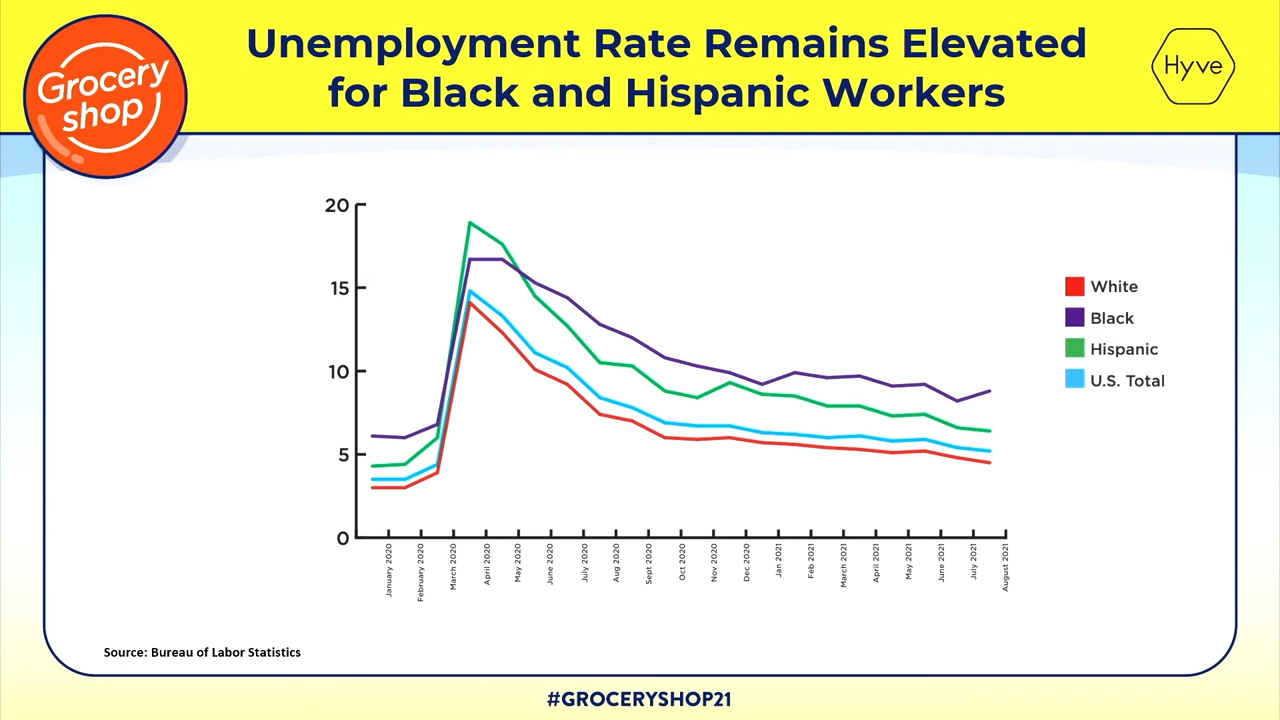 Grocery
shop
Unemployment Rate Remains Elevated
for Black and Hispanic Workers
Hyve
20
15
10
5
0
January 2020
February 2020
March 2020
April 2020
May 2020
June 2020
July 2020
Aug 2020
Sept 2020
Oct 2020
Nov 2020
Dec 2020
Jan 2021
Feb 2021
March 2021
April 2021
May 2021
June 2021
July 2021
August 2021
White
Black
Hispanic
U.S. Total
Source: Bureau of Labor Statistics
#GROCERYSHOP21